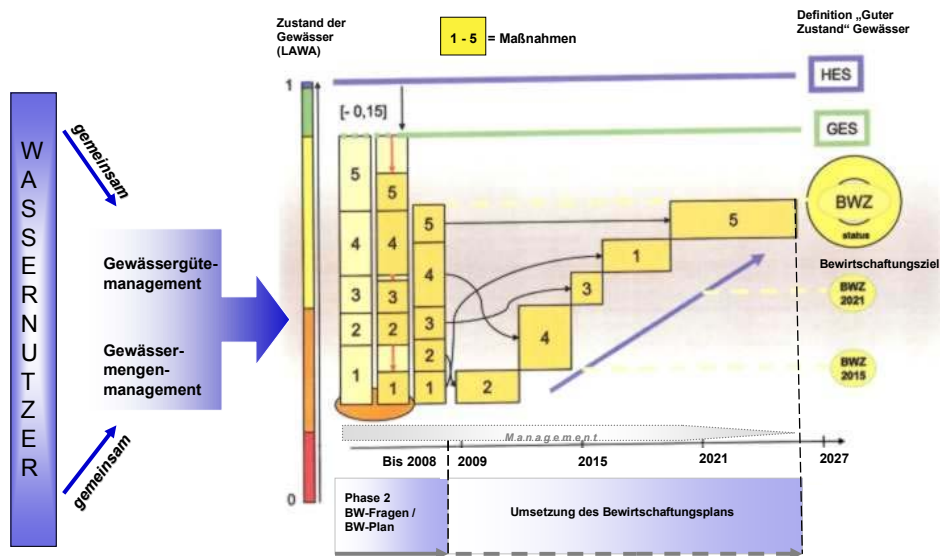 Zustand der
Gewässer
(LAWA)
1 - 5 = Maßnahmen
Definition „Guter
Zustand“ Gewässer
HES
1
[- 0,15]
GES
WASSERNUTZER
gemeinsam
Gewässergüte-
management
Gewässer-
mengen-
management
gemeinsam
5
4
3
2
1
5
4
3
2
1
5
4
3
2
1
2
4
3
1
5
BWZ
status
Bewirtschaftungsziel
BWZ
2021
BWZ
2015
Management
0
Bis 2008
2009
2015
2021
2027
Phase 2
BW-Fragen /
BW-Plan
Umsetzung des Bewirtschaftungsplans